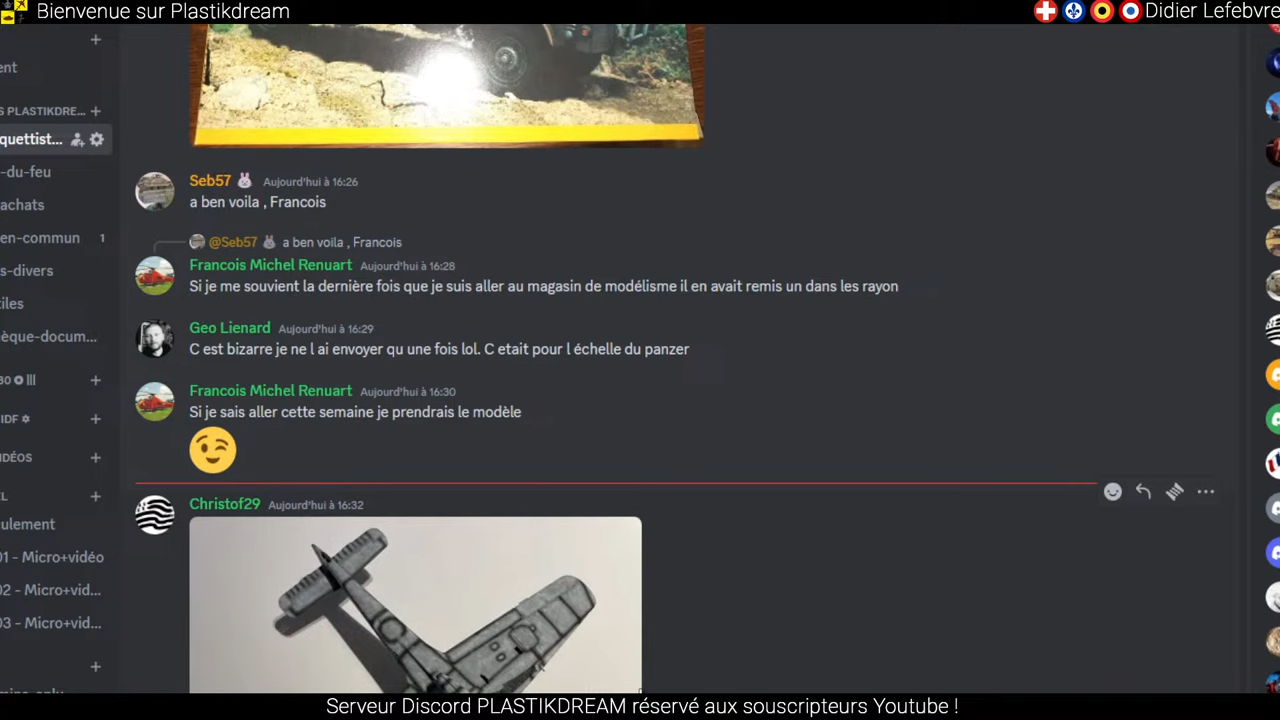 Bienvenue sur Plastikdream
Didier Lefebvre
ent
S PLASTIKDRE...
quettist...
-du-feu
achats
en-commun 1
s-divers
tiles
hèque-docum...
30
IDF
IDÉOS
EL
ulement
01 - Micro+vidéo
02 - Micro+vid...
03 - Micro+vid...
Seb57 Aujourd'hui à 16:26
a ben voila , Francois
@Seb57 a ben voila , Francois
Francois Michel Renuart Aujourd'hui à 16:28
Si je me souvient la dernière fois que je suis aller au magasin de modélisme il en avait remis un dans les rayon
Geo Lienard Aujourd'hui à 16:29
C est bizarre je ne l ai envoyer qu une fois lol. C etait pour l échelle du panzer
Francois Michel Renuart Aujourd'hui à 16:30
Si je sais aller cette semaine je prendrais le modèle
Christof29 Aujourd'hui à 16:32
Serveur Discord PLASTIKDREAM réservé aux souscripteurs Youtube !